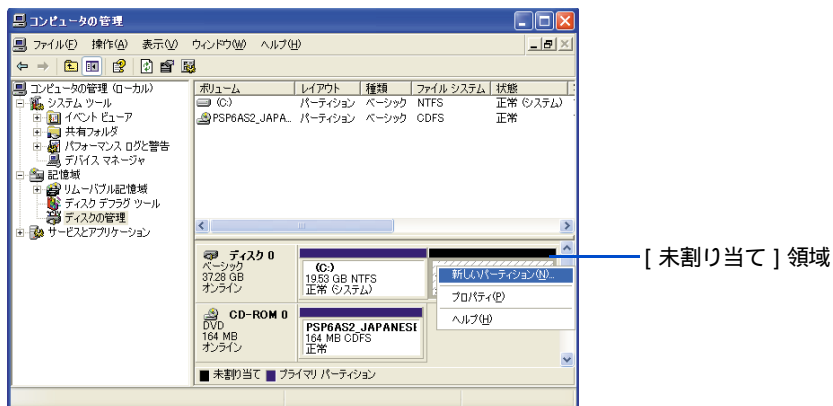 コンピュータの管理
ファイル(F) 操作(A) 表示(V) ウィンドウ(W) ヘルプ(H)
コンピュータの管理 (ローカル)
システム ツール
イベント ビューア
共有フォルダ
パフォーマンス ログと警告
デバイス マネージャ
記憶域
リムーバブル記憶域
ディスク デフラグ ツール
ディスクの管理
サービスとアプリケーション
ボリューム レイアウト 種類 ファイル システム 状態
(C:) パーティション ベーシック NTFS 正常 (システム)
PSP6AS2_JAPA... パーティション ベーシック CDFS 正常
ディスク 0
ベーシック
37.28 GB
オンライン
(C:)
19.53 GB NTFS
正常 (システム)
新しいパーティション(N)...
プロパティ(P)
ヘルプ(H)
[ 未割り当て ] 領域
CD-ROM 0
DVD
164 MB
オンライン
PSP6AS2_JAPANESE
164 MB CDFS
正常
未割り当て プライマリ パーティション